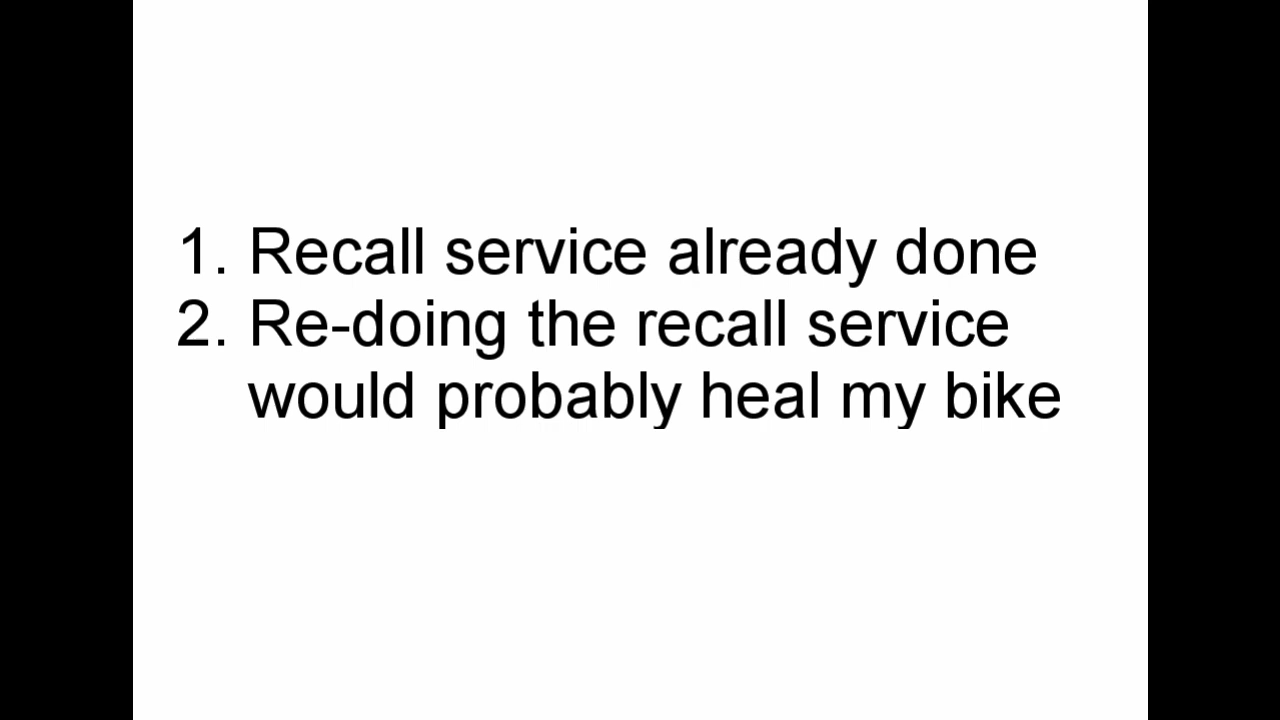 1. Recall service already done
2. Re-doing the recall service
would probably heal my bike